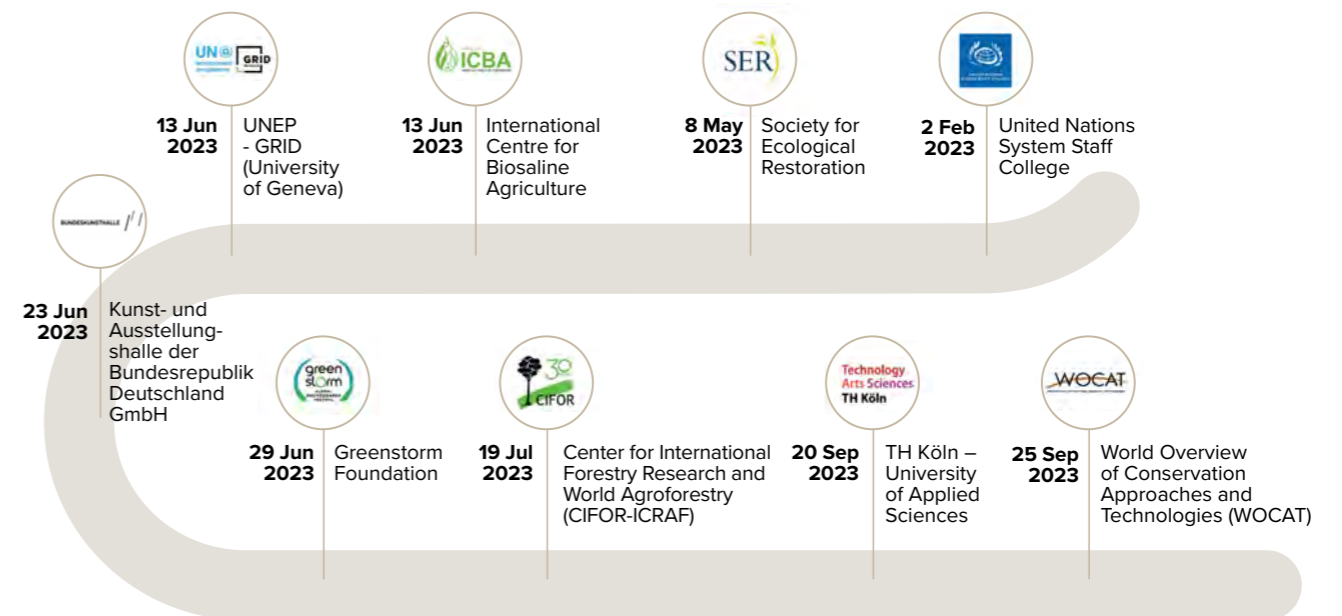 UN
GRID
ICBA
SER
13 Jun
2023
UNEP
- GRID
(University
of Geneva)
13 Jun
2023
International
Centre for
Biosaline
Agriculture
8 May
2023
Society for
Ecological
Restoration
2 Feb
2023
United Nations
System Staff
College
BUNDESKUNSTHALLE
23 Jun
2023
Kunst- und
Ausstellung-
shalle der
Bundesrepublik
Deutschland
GmbH
green
storm
29 Jun
2023
Greenstorm
Foundation
30
CIFOR
19 Jul
2023
Center for International
Forestry Research and
World Agroforestry
(CIFOR-ICRAF)
Technology
Arts Sciences
TH Köln
20 Sep
2023
TH Köln –
University
of Applied
Sciences
WOCAT
25 Sep
2023
World Overview
of Conservation
Approaches and
Technologies (WOCAT)